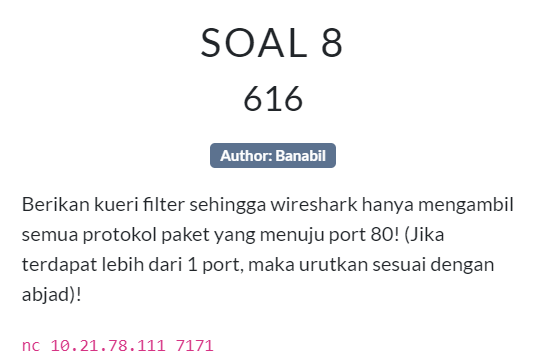 SOAL 8
616
Author: Banabil
Berikan kueri filter sehingga wireshark hanya mengambil
semua protokol paket yang menuju port 80! (Jika
terdapat lebih dari 1 port, maka urutkan sesuai dengan
abjad)!
nc 10.21.78.111 7171